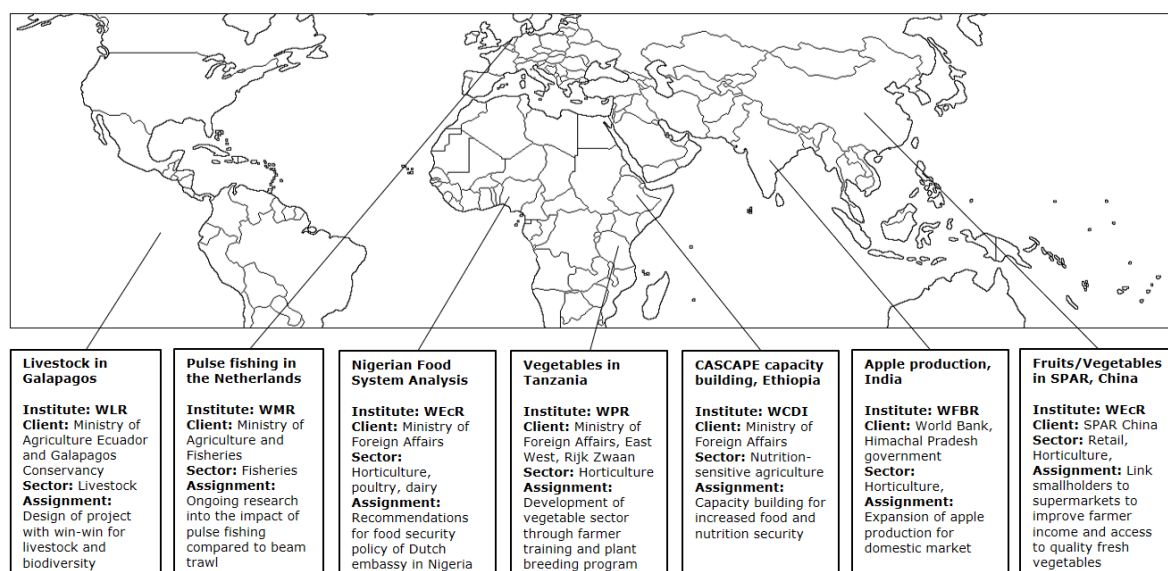 Livestock in
Galapagos
Institute: WLR
Client: Ministry of
Agriculture Ecuador
and Galapagos
Conservancy
Sector: Livestock
Assignment:
Design of project
with win-win for
livestock and
biodiversity
Pulse fishing in
the Netherlands
Institute: WMR
Client: Ministry of
Agriculture and
Fisheries
Sector: Fisheries
Assignment:
Ongoing research
into the impact of
pulse fishing
compared to beam
trawl
Nigerian Food
System Analysis
Institute: WEcR
Client: Ministry of
Foreign Affairs
Sector:
Horticulture,
poultry, dairy
Assignment:
Recommendations
for food security
policy of Dutch
embassy in Nigeria
Vegetables in
Tanzania
Institute: WPR
Client: Ministry of
Foreign Affairs, East
West, Rijk Zwaan
Sector: Horticulture
Assignment:
Development of
vegetable sector
through farmer
training and plant
breeding program
CASCAPE capacity
building, Ethiopia
Institute: WCDI
Client: Ministry of
Foreign Affairs
Sector: Nutrition-
sensitive agriculture
Assignment:
Capacity building for
increased food and
nutrition security
Apple production,
India
Institute: WFBR
Client: World Bank,
Himachal Pradesh
government
Sector:
Horticulture,
Assignment:
Expansion of apple
production for
domestic market
Fruits/Vegetables
in SPAR, China
Institute: WEcR
Client: SPAR China
Sector: Retail,
Horticulture,
Assignment: Link
smallholders to
supermarkets to
improve farmer
income and access
to quality fresh
vegetables